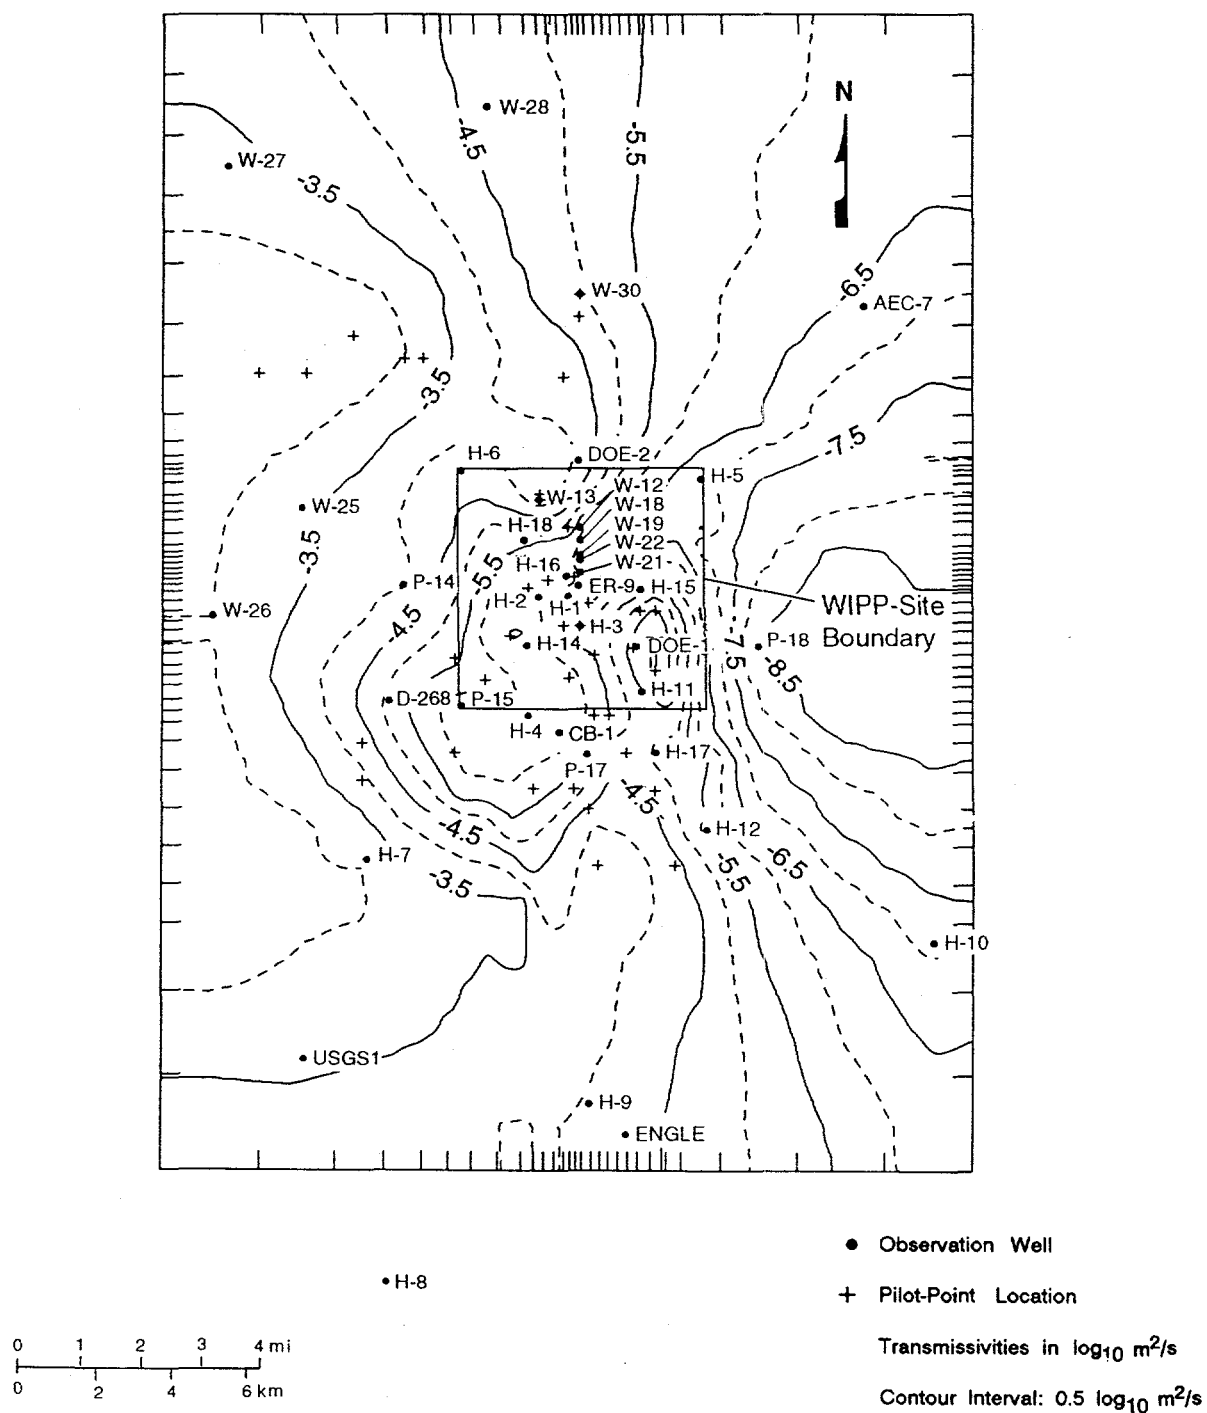 N
W-28
-4.5
-5.5
W-27
-3.5
-6.5
W-30
AEC-7
-3.5
-7.5
H-6
DOE-2
H-5
W-12
W-13
W-18
W-25
H-18
W-19
W-22
-3.5
H-16
W-21
-5.5
P-14
ER-9
H-15
H-2
H-1
W-26
WIPP-Site
Boundary
-4.5
H-3
H-14
DOE-1
-7.5
P-18
-8.5
H-11
D-268
P-15
H-4
CB-1
H-17
P-17
-4.5
-4.5
H-12
H-7
-6.5
-5.5
-3.5
H-10
USGS1
H-9
ENGLE
Observation Well
H-8
Pilot-Point Location
0 1 2 3 4 mi
0 2 4 6 km
Transmissivities in log10 m2/s
Contour Interval: 0.5 log10 m2/s